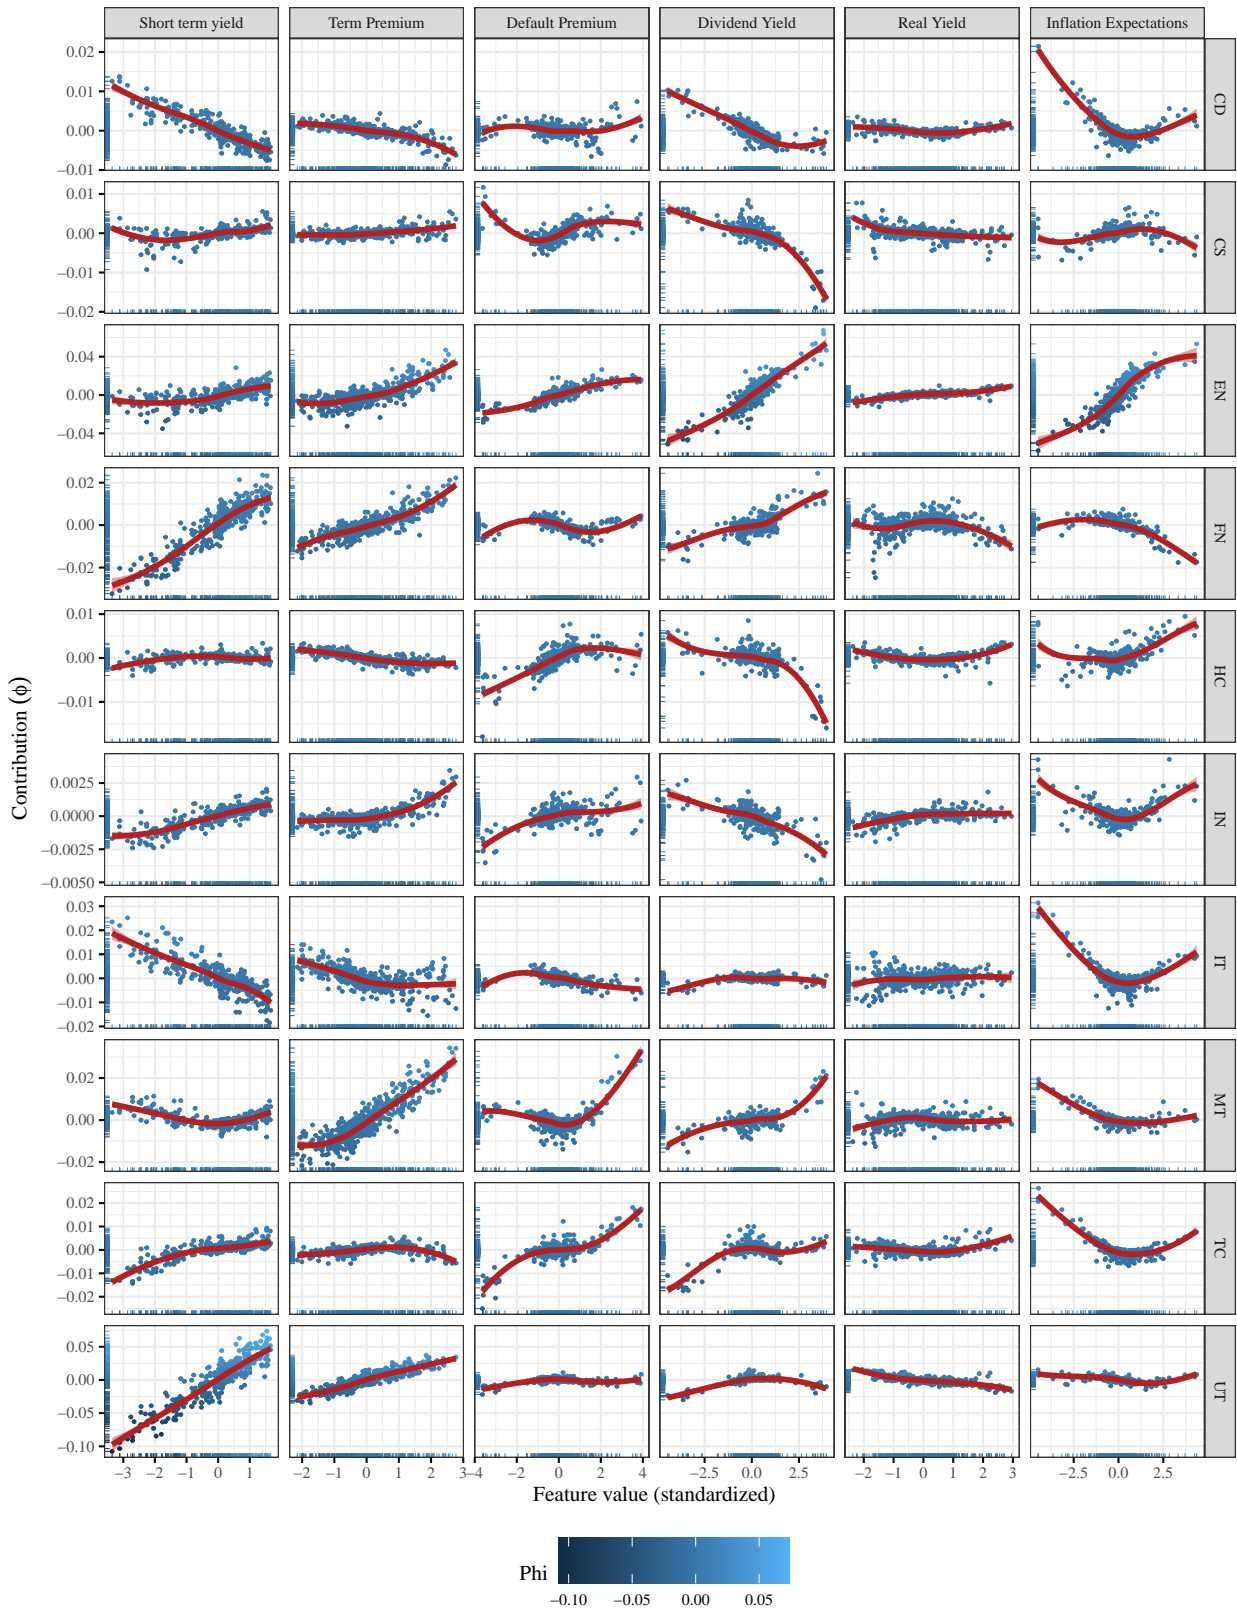 Short term yield Term Premium Default Premium Dividend Yield Real Yield Inflation Expectations
0.02
0.01
0.00
−0.01
CD
0.01
0.00
−0.01
−0.02
CS
0.04
0.00
−0.04
EN
0.02
0.00
−0.02
FN
0.01
0.00
−0.01
HC
0.0025
0.0000
−0.0025
−0.0050
IN
0.03
0.02
0.01
0.00
−0.01
−0.02
IT
0.02
0.00
−0.02
MT
0.02
0.01
0.00
−0.01
−0.02
TC
0.05
0.00
−0.05
−0.10
UT
Contribution (ϕ)
−3 −2 −1 0 1 −2 −1 0 1 2 3 −4 −2 0 2 4 −2.5 0.0 2.5 −2 −1 0 1 2 3 −2.5 0.0 2.5
Feature value (standardized)
Phi
−0.10 −0.05 0.00 0.05